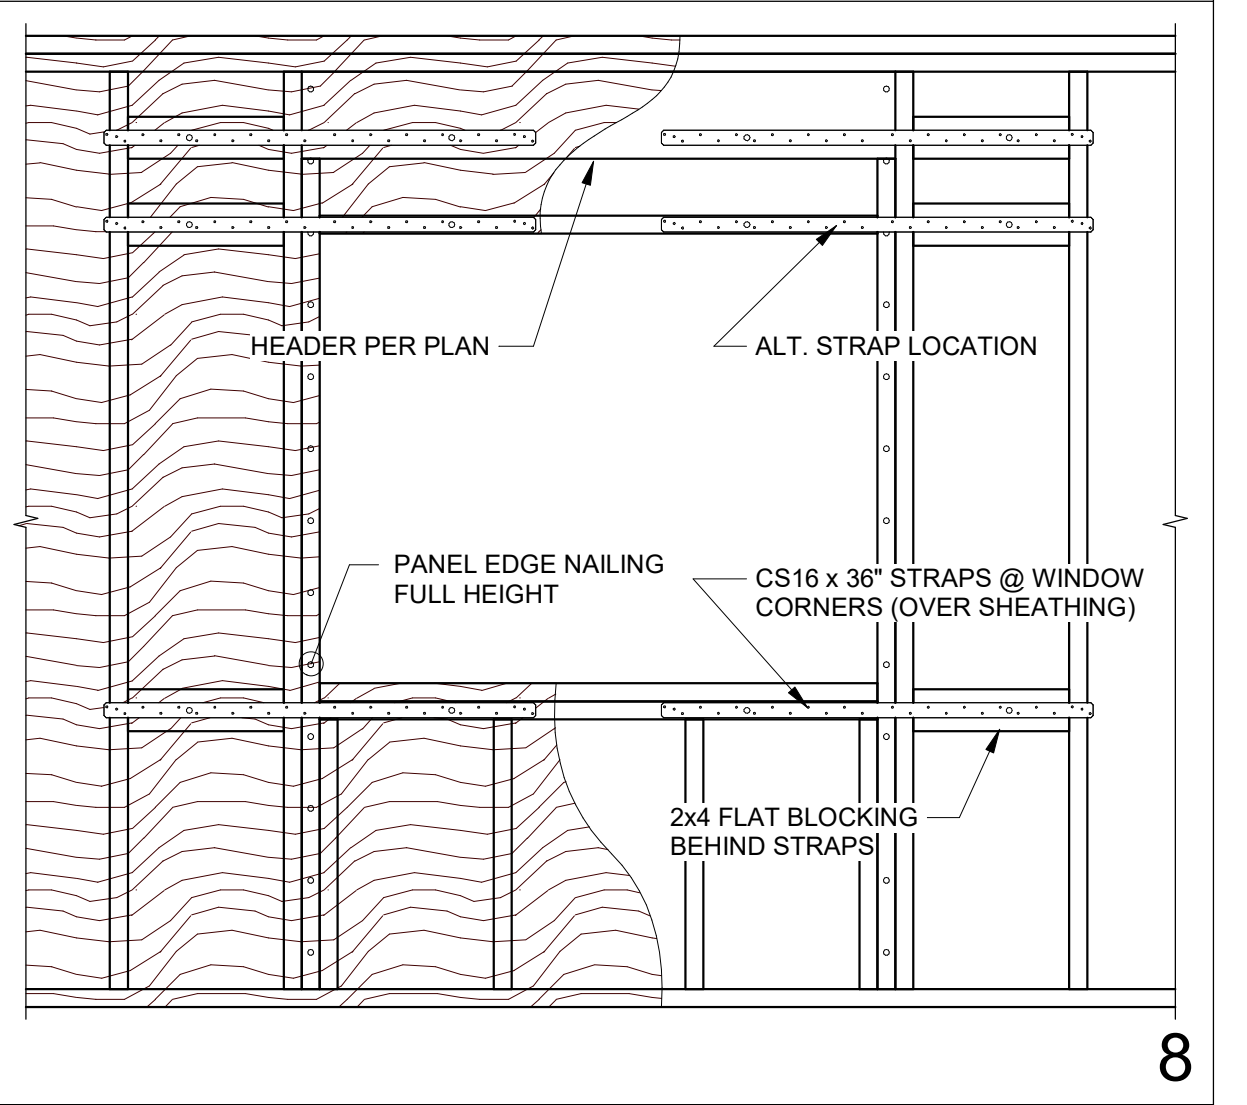 HEADER PER PLAN
ALT. STRAP LOCATION
PANEL EDGE NAILING
FULL HEIGHT
CS16 x 36" STRAPS @ WINDOW
CORNERS (OVER SHEATHING)
2x4 FLAT BLOCKING
BEHIND STRAPS
8